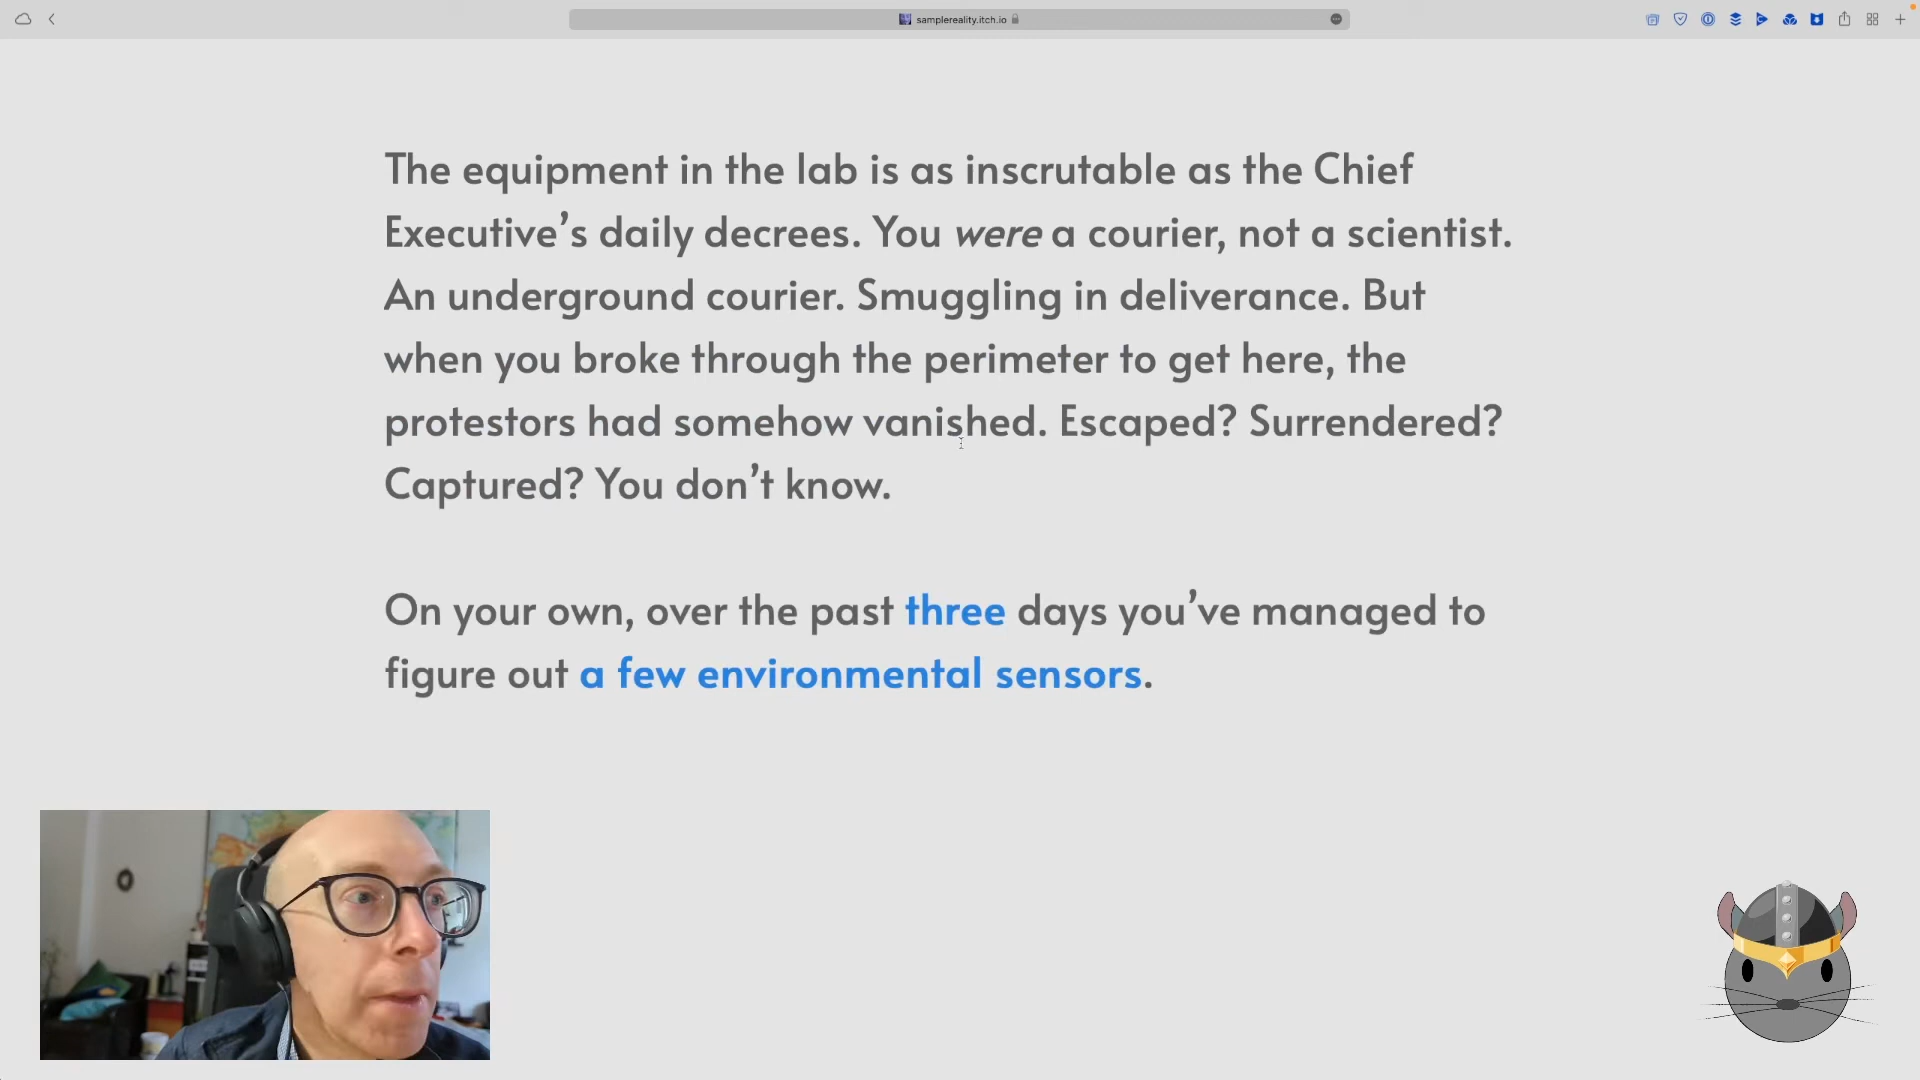 samplereality.itch.io
The equipment in the lab is as inscrutable as the Chief
Executive’s daily decrees. You were a courier, not a scientist.
An underground courier. Smuggling in deliverance. But
when you broke through the perimeter to get here, the
protestors had somehow vanished. Escaped? Surrendered?
Captured? You don’t know.
On your own, over the past three days you’ve managed to
figure out a few environmental sensors.